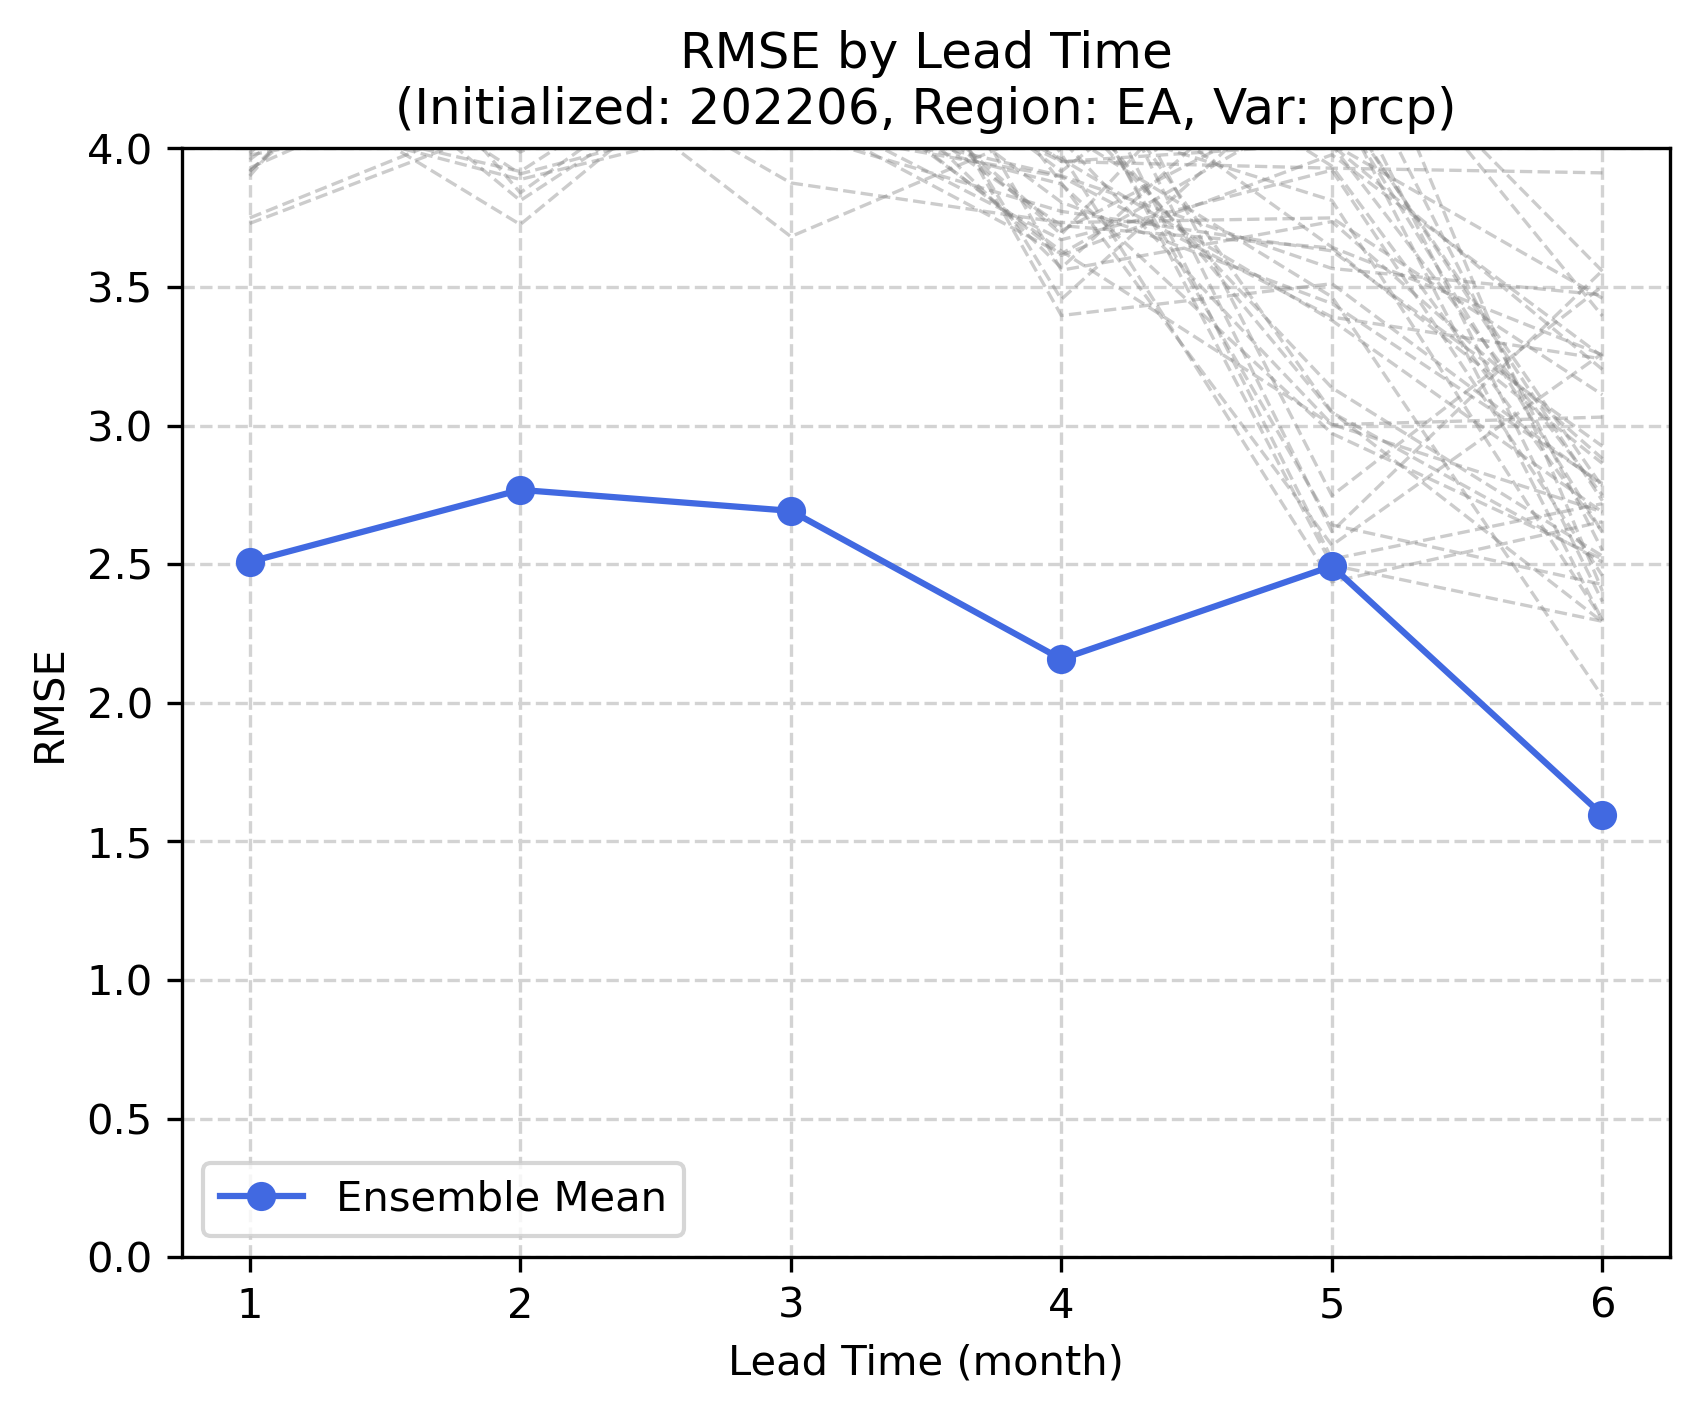 RMSE by Lead Time
(Initialized: 202206, Region: EA, Var: prcp)
4.0
3.5
3.0
2.5
2.0
1.5
1.0
0.5
0.0
RMSE
Ensemble Mean
1 2 3 4 5 6
Lead Time (month)